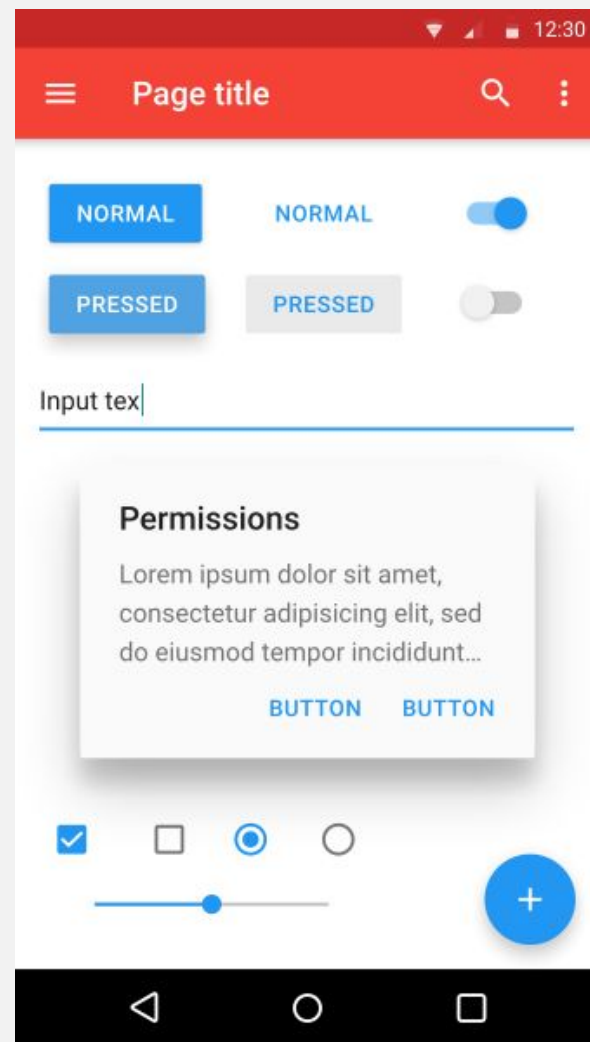 12:30
Page title
NORMAL NORMAL
PRESSED PRESSED
Input tex
Permissions
Lorem ipsum dolor sit amet,
consectetur adipisicing elit, sed
do eiusmod tempor incididunt...
BUTTON BUTTON